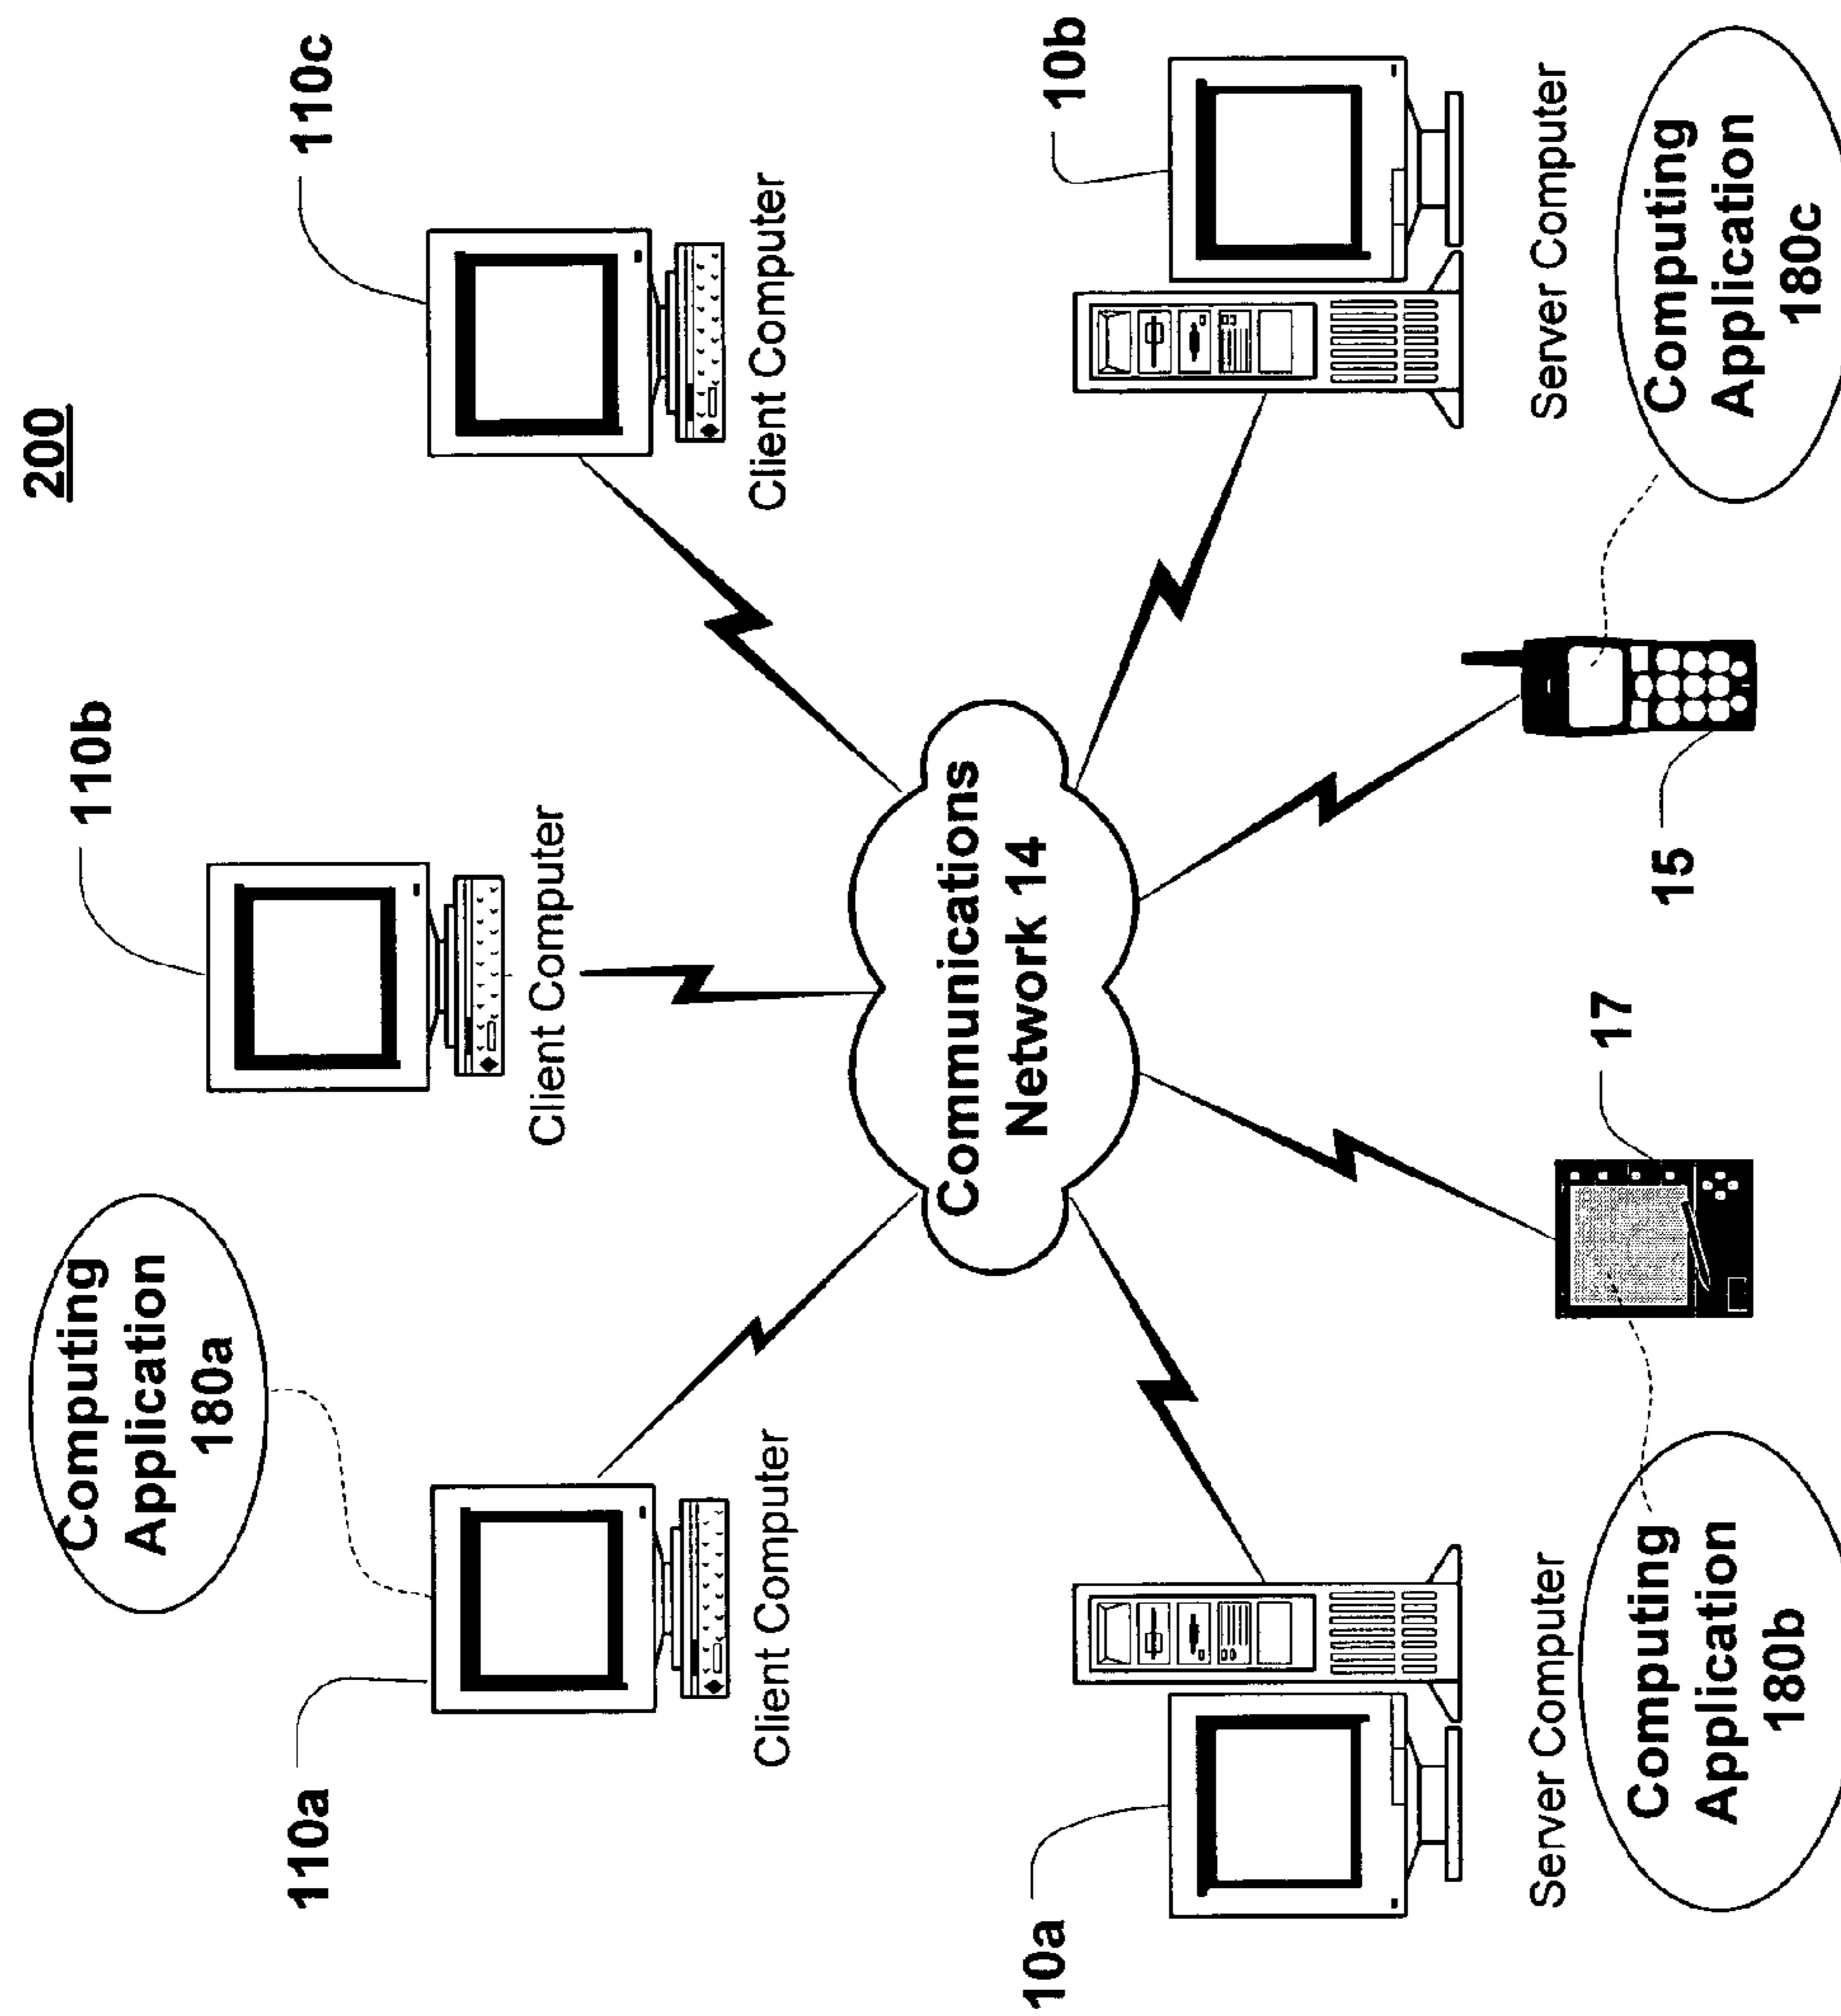 200
Computing
Application
180a
110a
Client Computer
110b
Client Computer
110c
Client Computer
Communications
Network 14
10a
Server Computer
Computing
Application
180b
17
15
10b
Server Computer
Computing
Application
180c